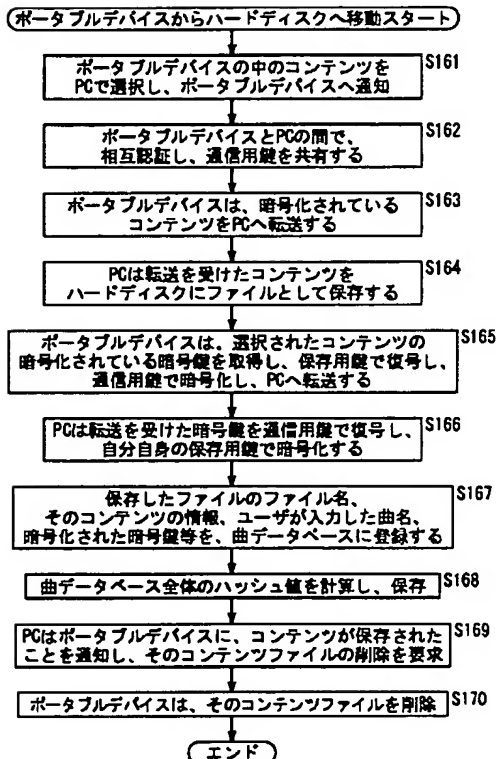 ポータブルデバイスからハードディスクへ移動スタート
S161
ポータブルデバイスの中のコンテンツを
PCで選択し、ポータブルデバイスへ通知
S162
ポータブルデバイスとPCの間で、
相互認証し、通信用鍵を共有する
S163
ポータブルデバイスは、暗号化されている
コンテンツをPCへ転送する
S164
PCは転送を受けたコンテンツを
ハードディスクにファイルとして保存する
S165
ポータブルデバイスは、選択されたコンテンツの
暗号化されている暗号鍵を取得し、保存用鍵で復号し、
通信用鍵で暗号化し、PCへ転送する
S166
PCは転送を受けた暗号鍵を通信用鍵で復号し、
自分自身の保存用鍵で暗号化する
S167
保存したファイルのファイル名、
そのコンテンツの情報、ユーザが入力した曲名、
暗号化された暗号鍵等を、曲データベースに登録する
S168
曲データベース全体のハッシュ値を計算し、保存
S169
PCはポータブルデバイスに、コンテンツが保存された
ことを通知し、そのコンテンツファイルの削除を要求
S170
ポータブルデバイスは、そのコンテンツファイルを削除
エンド